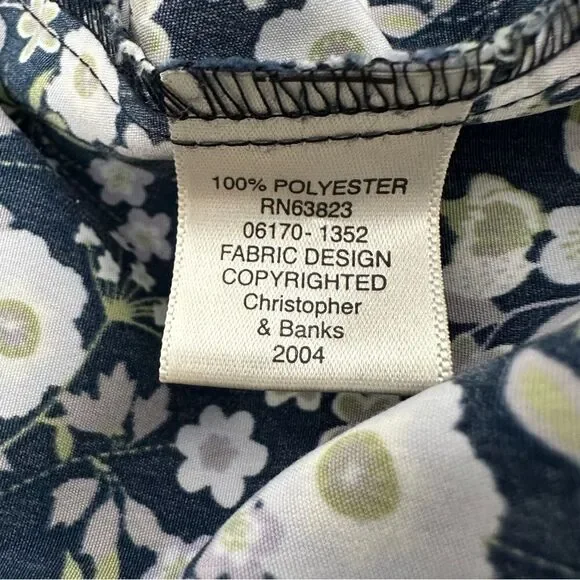 100% POLYESTER
RN63823
06170-1352
FABRIC DESIGN
COPYRIGHTED
Christopher
& Banks
2004